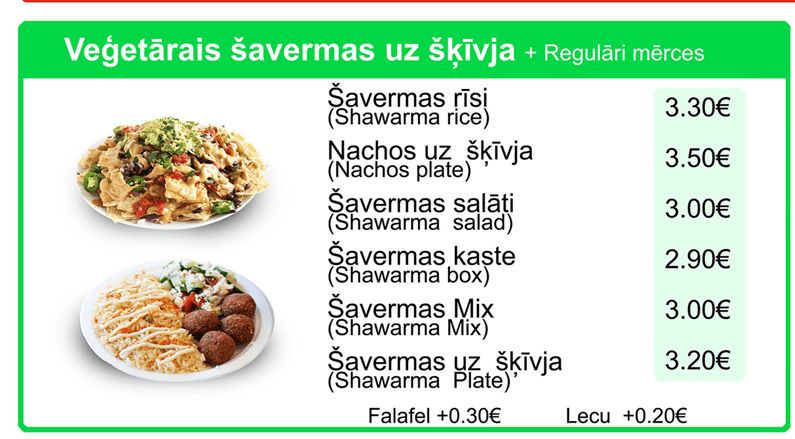 Veģetārais šavermas uz šķīvja + Regulāri mērces
Šavermas rīsi 3.30€
(Shawarma rice)
Nachos uz šķīvja 3.50€
(Nachos plate)
Šavermas salāti 3.00€
(Shawarma salad)
Šavermas kaste 2.90€
(Shawarma box)
Šavermas Mix 3.00€
(Shawarma Mix)
Šavermas uz šķīvja 3.20€
(Shawarma Plate)
Falafel +0.30€ Lecu +0.20€